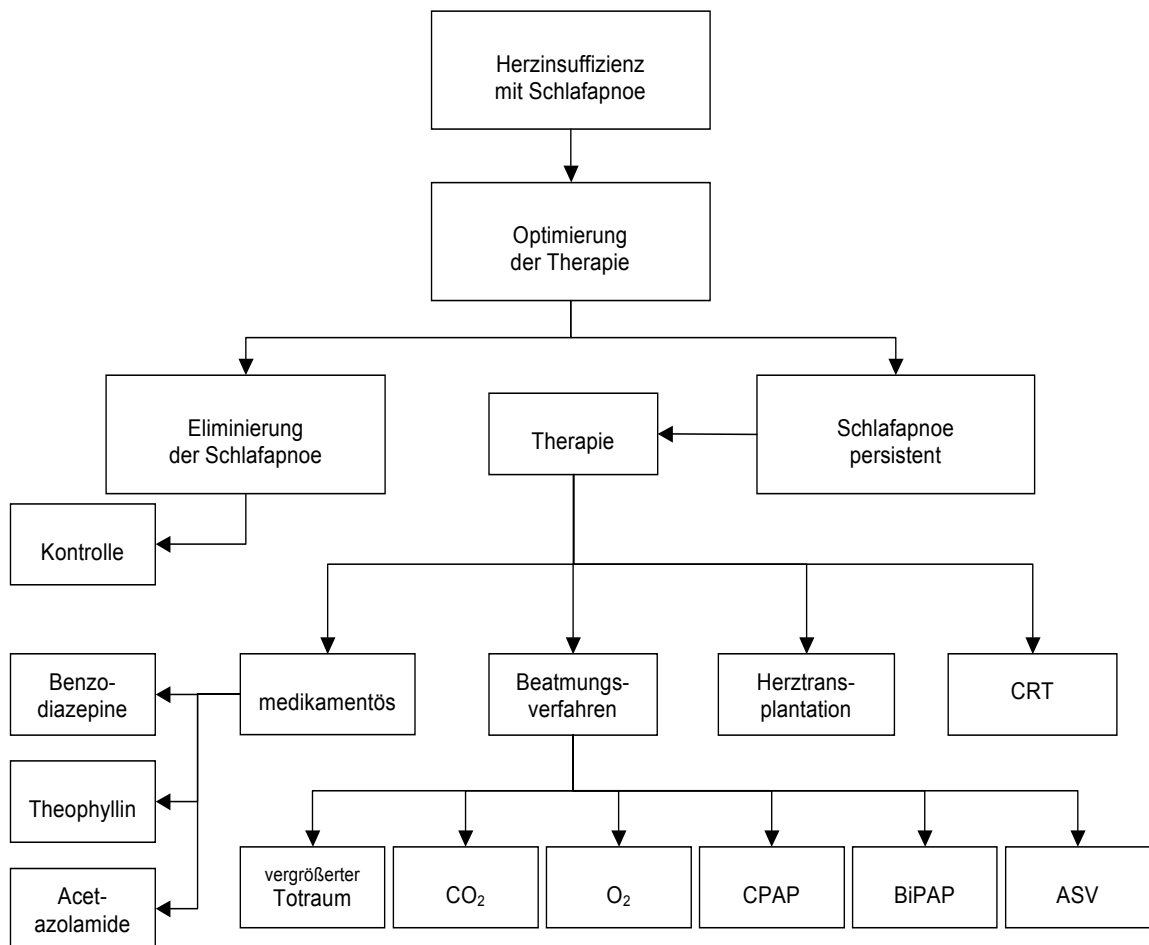 Herzinsuffizienz
mit Schlafapnoe
Optimierung
der Therapie
Eliminierung
der Schlafapnoe
Therapie
Schlafapnoe
persistent
Kontrolle
Benzo-
diazepine
medikamentös
Beatmungs-
verfahren
Herztrans-
plantation
CRT
Theophyllin
Acet-
azolamide
vergrößerter
Totraum
CO₂
O₂
CPAP
BiPAP
ASV